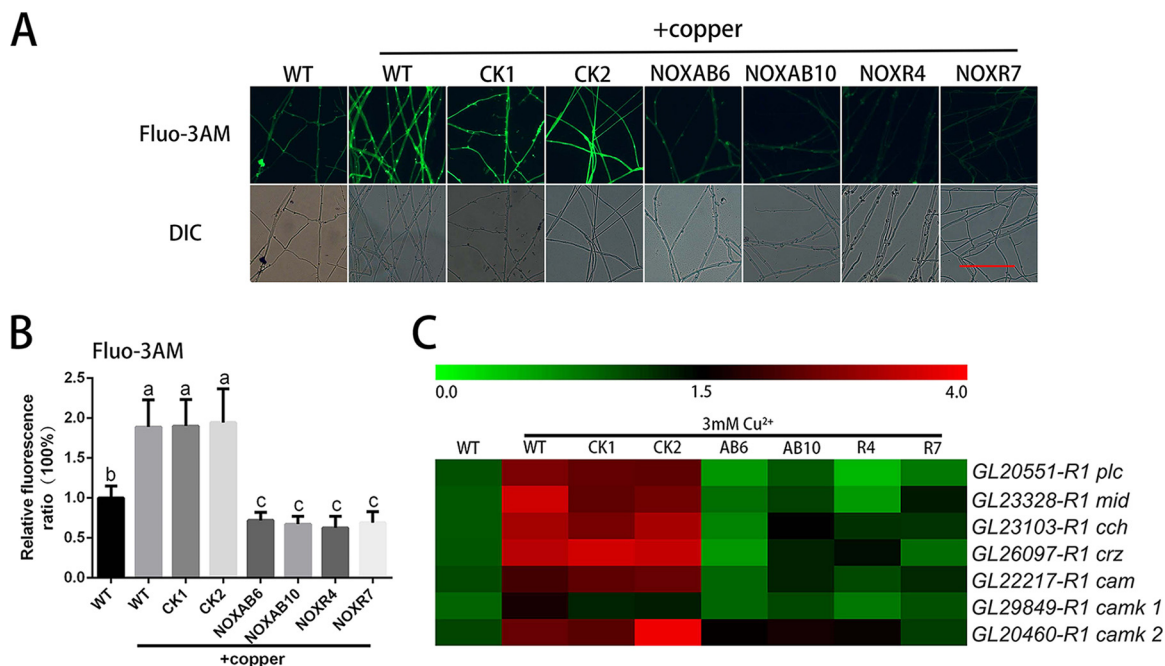 A
+copper
WT WT CK1 CK2 NOXAB6 NOXAB10 NOXR4 NOXR7
Fluo-3AM
DIC
B
Fluo-3AM
Relative fluorescence
ratio (100%)
2.5
2.0
1.5
1.0
0.5
0.0
b a a a c c c c
WT WT CK1 CK2 NOXAB6 NOXAB10 NOXR4 NOXR7
+copper
C
0.0 1.5 4.0
3mM Cu²⁺
WT WT CK1 CK2 AB6 AB10 R4 R7
GL20551-R1 plc
GL23328-R1 mid
GL23103-R1 cch
GL26097-R1 crz
GL22217-R1 cam
GL29849-R1 camk 1
GL20460-R1 camk 2